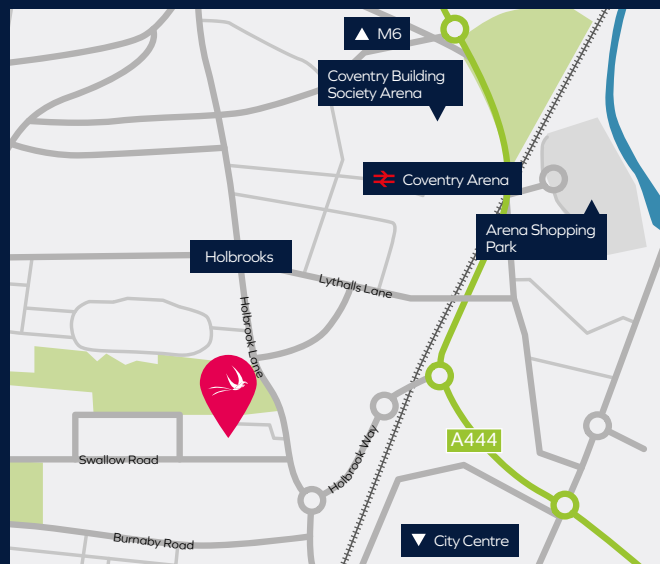 ▲ M6
Coventry Building
Society Arena
Coventry Arena
Arena Shopping
Park
Holbrooks
Lythalls Lane
Holbrook Lane
A444
Holbrook Way
Swallow Road
Burnaby Road
▼ City Centre